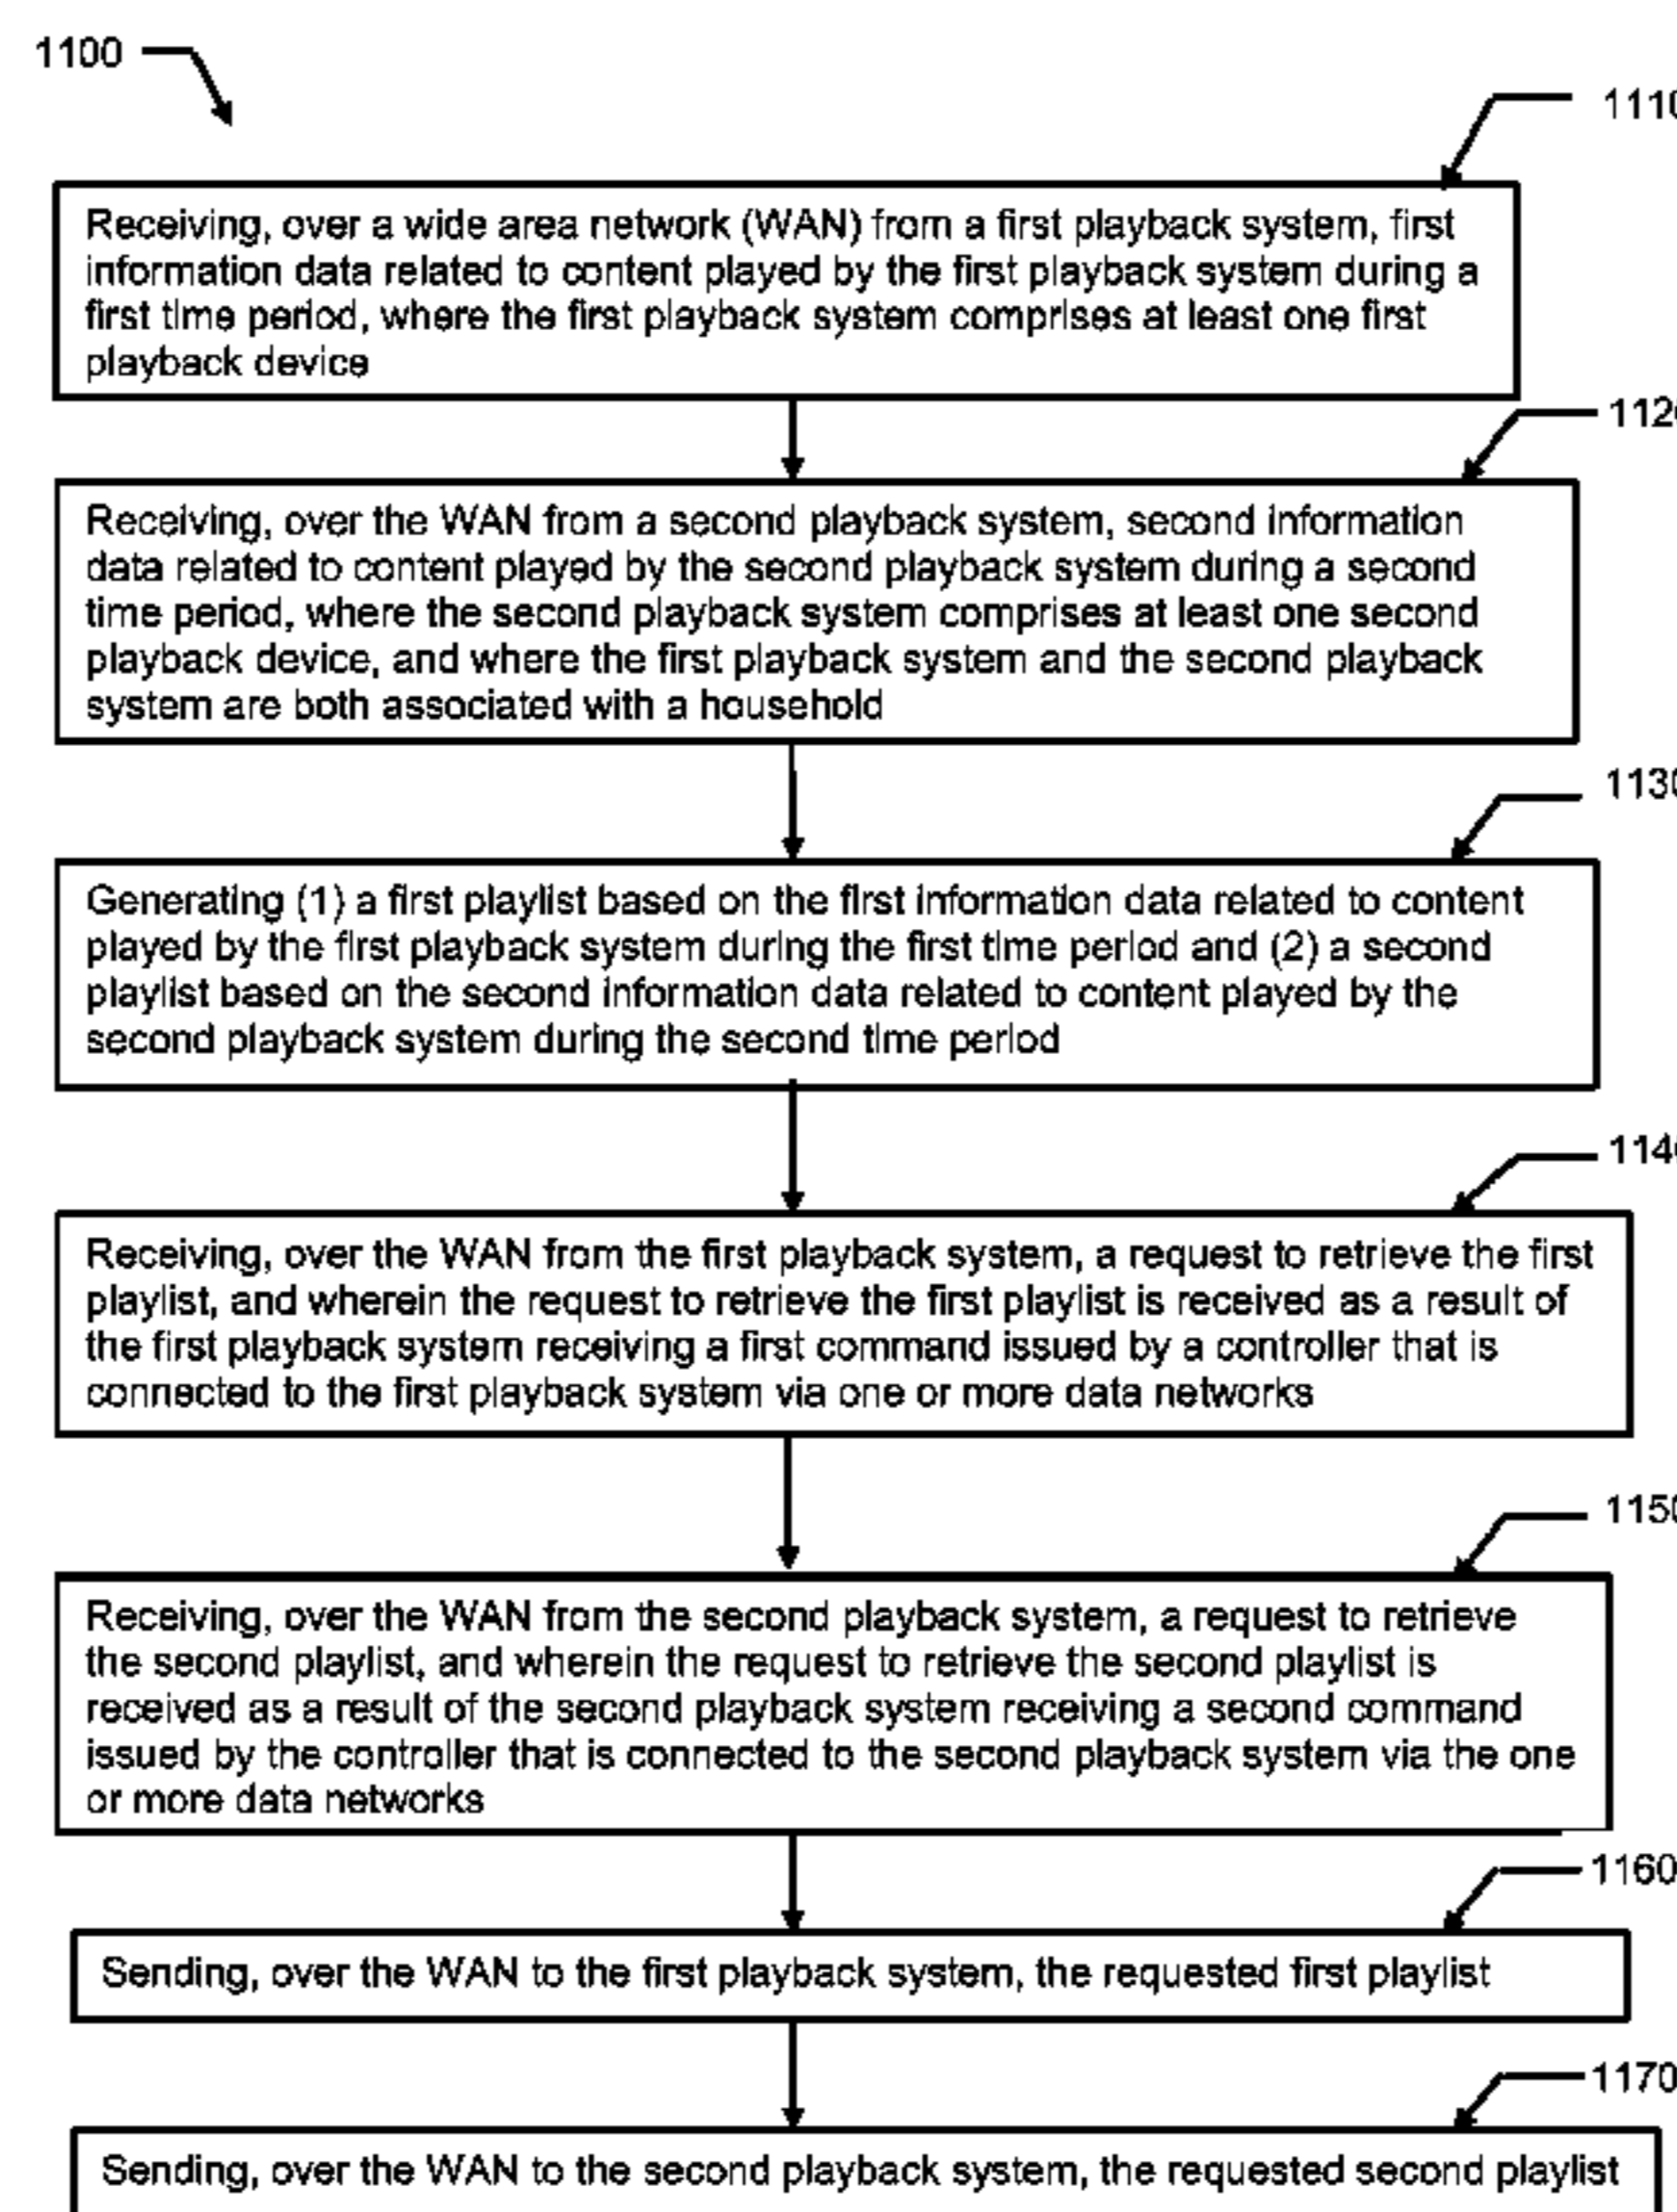 1100
1110
Receiving, over a wide area network (WAN) from a first playback system, first
information data related to content played by the first playback system during a
first time period, where the first playback system comprises at least one first
playback device
1120
Receiving, over the WAN from a second playback system, second information
data related to content played by the second playback system during a second
time period, where the second playback system comprises at least one second
playback device, and where the first playback system and the second playback
system are both associated with a household
1130
Generating (1) a first playlist based on the first information data related to content
played by the first playback system during the first time period and (2) a second
playlist based on the second information data related to content played by the
second playback system during the second time period
1140
Receiving, over the WAN from the first playback system, a request to retrieve the first
playlist, and wherein the request to retrieve the first playlist is received as a result of
the first playback system receiving a first command issued by a controller that is
connected to the first playback system via one or more data networks
1150
Receiving, over the WAN from the second playback system, a request to retrieve
the second playlist, and wherein the request to retrieve the second playlist is
received as a result of the second playback system receiving a second command
issued by the controller that is connected to the second playback system via the one
or more data networks
1160
Sending, over the WAN to the first playback system, the requested first playlist
1170
Sending, over the WAN to the second playback system, the requested second playlist